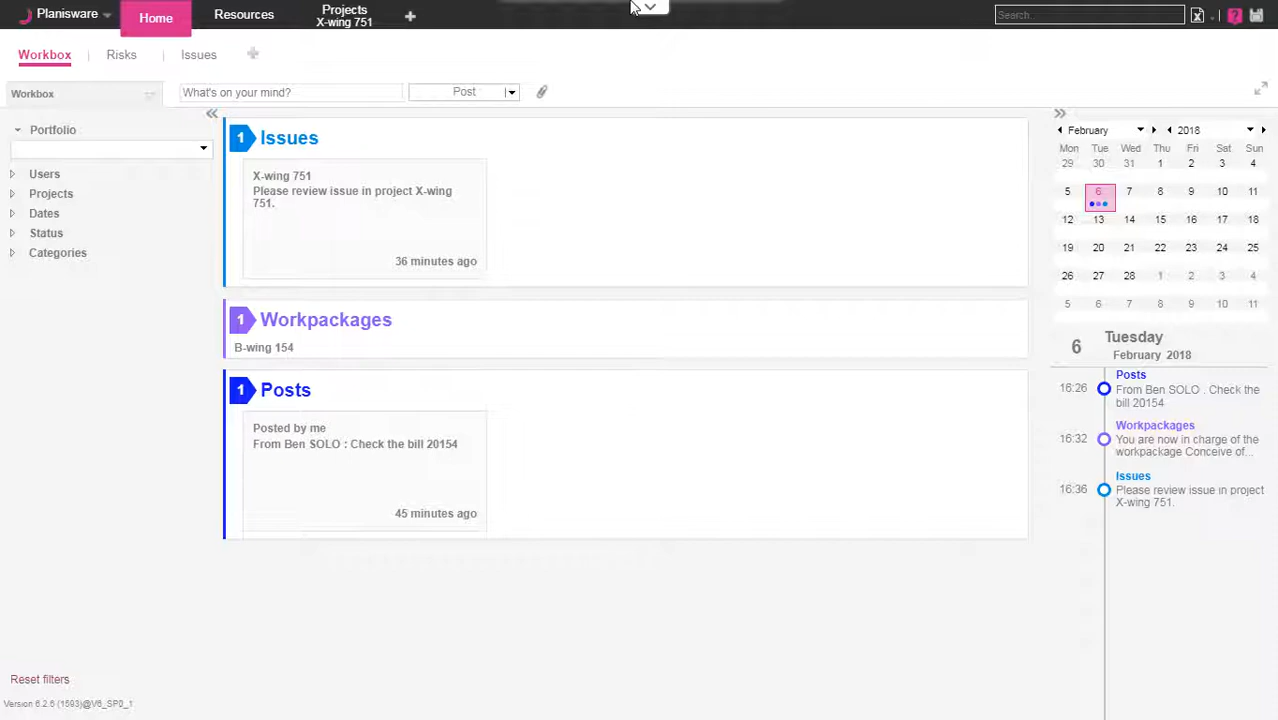 Planisware
Home
Resources
Projects
X-wing 751
Search..
Workbox
Risks
Issues
Workbox
What's on your mind?
Post
Portfolio
Users
Projects
Dates
Status
Categories
1 Issues
X-wing 751
Please review issue in project X-wing
751.
36 minutes ago
1 Workpackages
B-wing 154
1 Posts
Posted by me
From Ben SOLO : Check the bill 20154
45 minutes ago
February 2018
Mon Tue Wed Thu Fri Sat Sun
29 30 31 1 2 3 4
5 6 7 8 9 10 11
12 13 14 15 16 17 18
19 20 21 22 23 24 25
26 27 28 1 2 3 4
5 6 7 8 9 10 11
6 Tuesday
February 2018
Posts
16:26 From Ben SOLO : Check the
bill 20154
Workpackages
16:32 You are now in charge of the
workpackage Conceive of...
Issues
16:36 Please review issue in project
X-wing 751.
Reset filters
Version 6.2.6 (1593)@V6_SP0_1